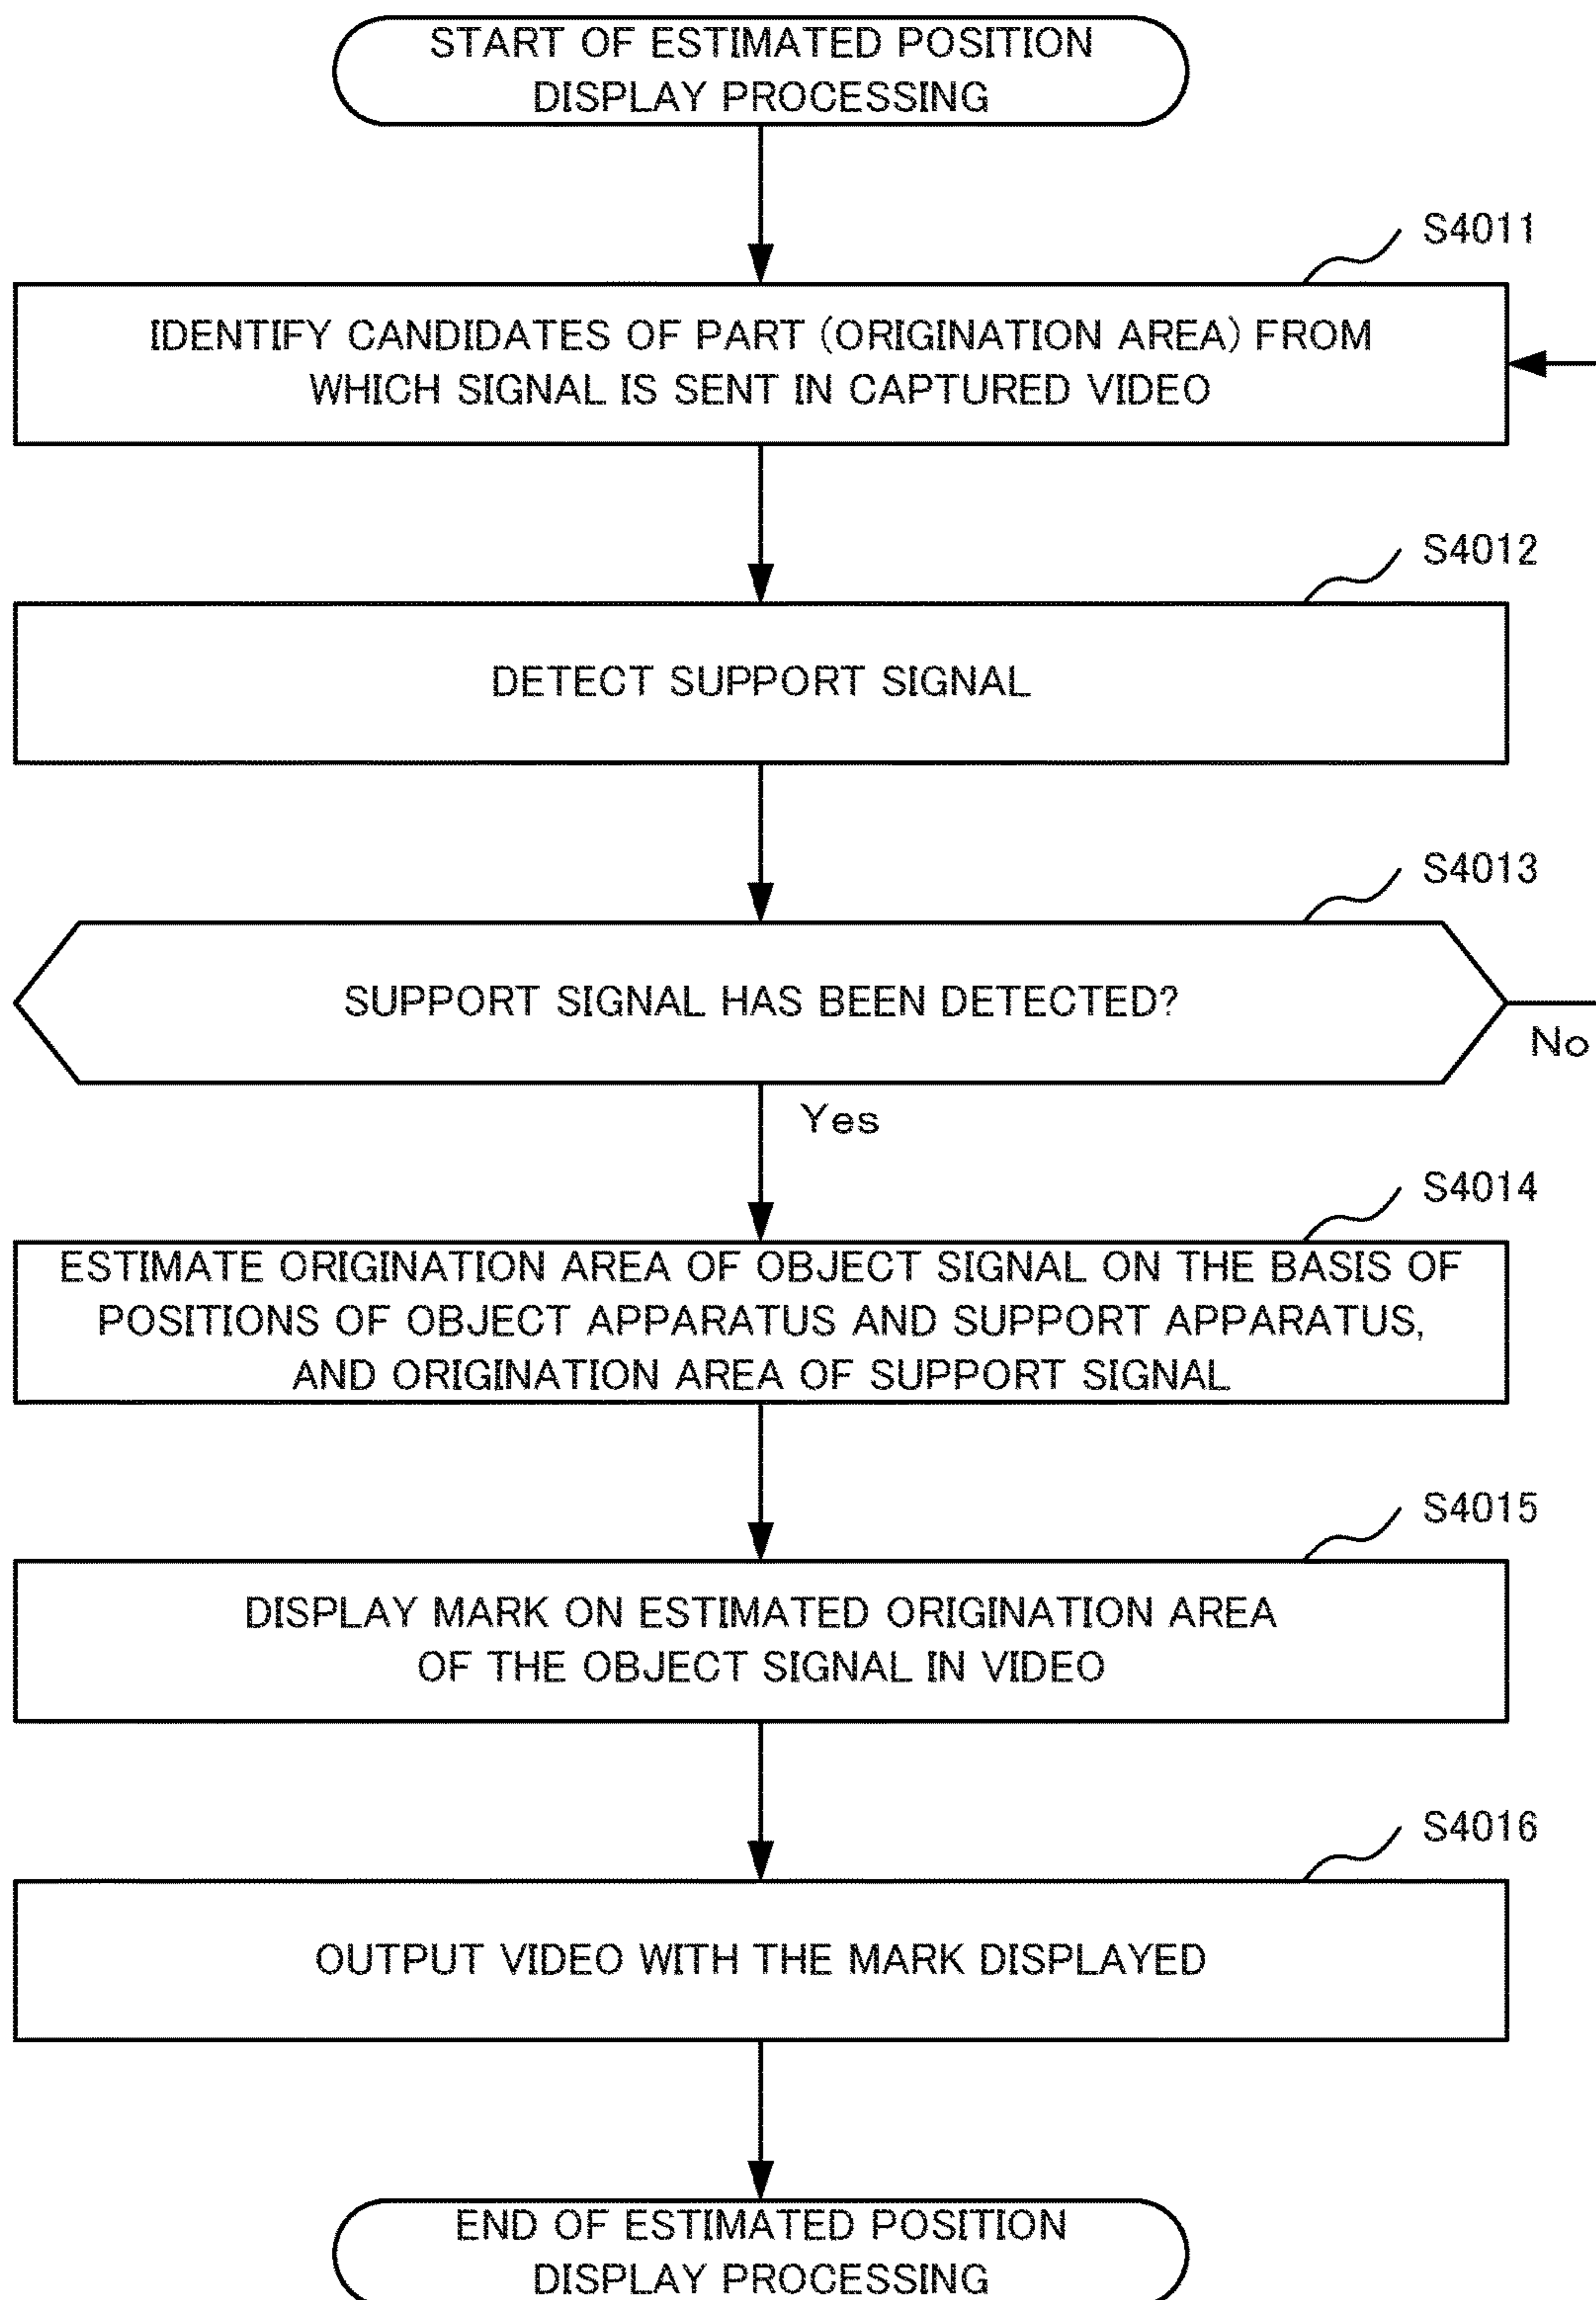 START OF ESTIMATED POSITION
DISPLAY PROCESSING
S4011
IDENTIFY CANDIDATES OF PART (ORIGINATION AREA) FROM
WHICH SIGNAL IS SENT IN CAPTURED VIDEO
S4012
DETECT SUPPORT SIGNAL
S4013
SUPPORT SIGNAL HAS BEEN DETECTED?
No
Yes
S4014
ESTIMATE ORIGINATION AREA OF OBJECT SIGNAL ON THE BASIS OF
POSITIONS OF OBJECT APPARATUS AND SUPPORT APPARATUS,
AND ORIGINATION AREA OF SUPPORT SIGNAL
S4015
DISPLAY MARK ON ESTIMATED ORIGINATION AREA
OF THE OBJECT SIGNAL IN VIDEO
S4016
OUTPUT VIDEO WITH THE MARK DISPLAYED
END OF ESTIMATED POSITION
DISPLAY PROCESSING